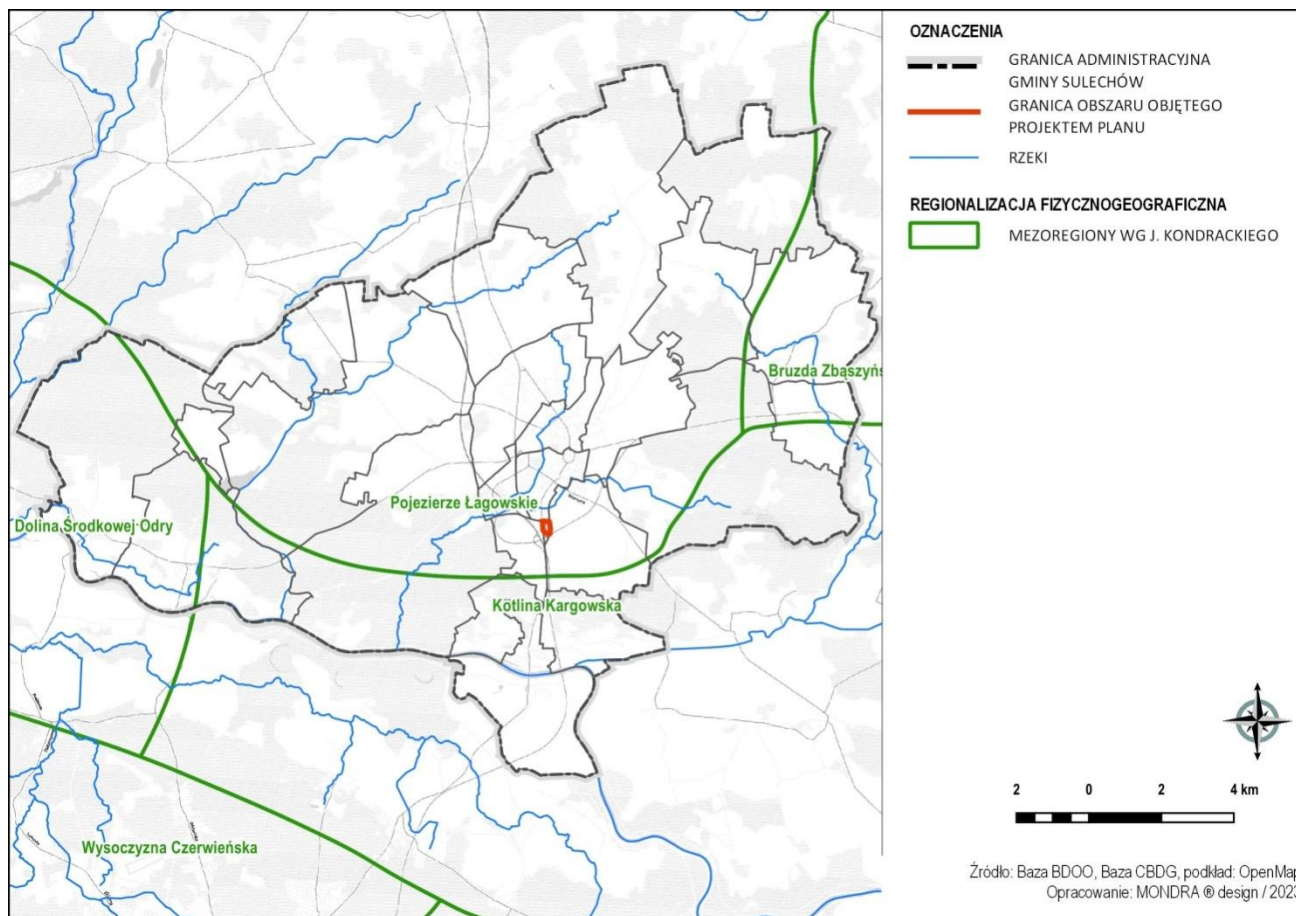 OZNACZENIA
GRANICA ADMINISTRACYJNA
GMINY SULECHÓW
GRANICA OBSZARU OBJĘTEGO
PROJEKTEM PLANU
RZEKI
REGIONALIZACJA FIZYCZNOGEOGRAFICZNA
MEZOREGIONY WG J. KONDRACKIEGO
Bruzda Zbąszyńs
Pojezierze Łagowskie
Dolina Środkowej Odry
Kotlina Kargowska
Wysoczyzna Czerwieńska
2 0 2 4 km
Źródło: Baza BDOO, Baza CBDG, podkład: OpenMap
Opracowanie: MONDRA ® design / 2023